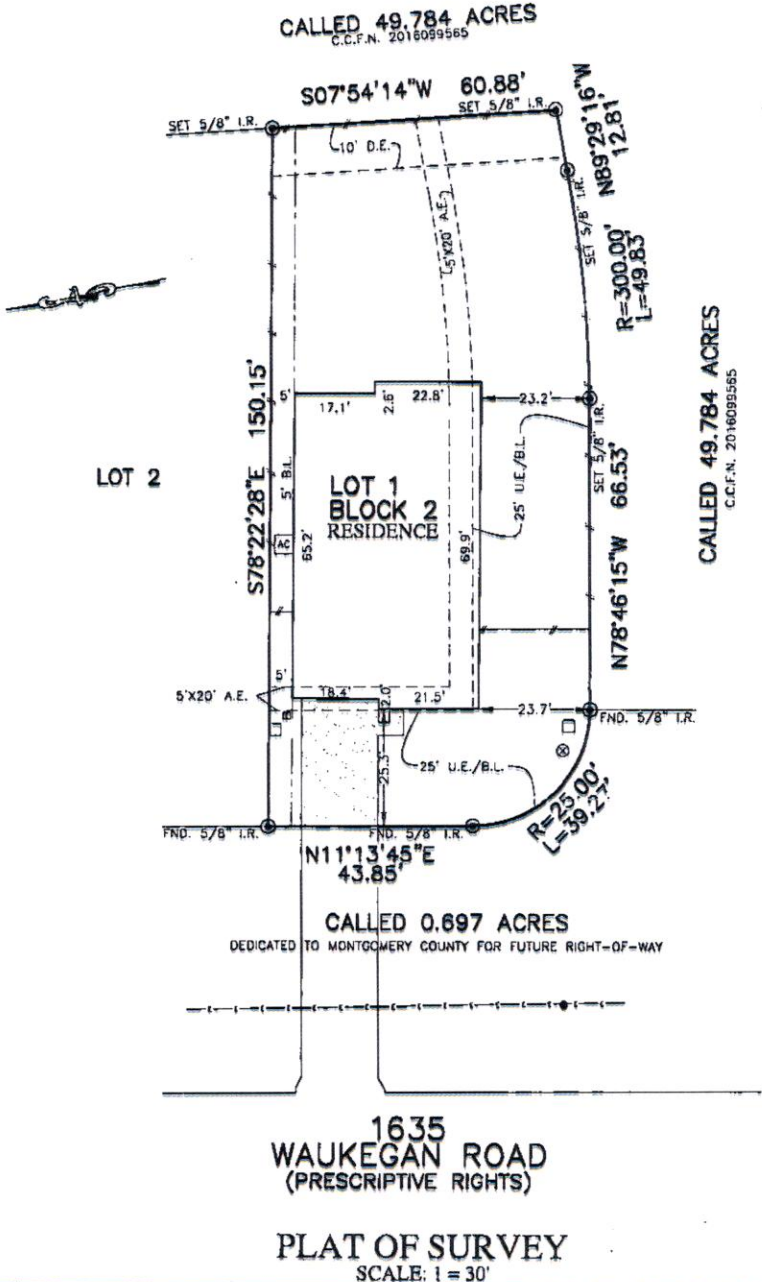 CALLED 49.784 ACRES
C.C.F.N. 2016099565
S07°54'14"W 60.88'
SET 5/8" I.R.
SET 5/8" I.R.
N89°29'16"W
12.81'
10' D.E.
5'X20' A.E.
SET 5/8" I.R.
R=300.00'
L=49.83'
CALLED 49.784 ACRES
C.C.F.N. 2016099565
S78°22'28"E 150.15'
5'
17.1'
2.6'
22.8'
23.2'
SET 5/8" I.R.
LOT 2
5' B.L.
LOT 1
BLOCK 2
RESIDENCE
25' U.E./B.L.
AC
65.2'
69.9'
N78°46'15"W 66.53'
5'
5'X20' A.E.
18.4'
2.0'
21.5'
23.7'
FND. 5/8" I.R.
25.3'
25' U.E./B.L.
R=25.00'
L=39.27'
FND. 5/8" I.R.
FND. 5/8" I.R.
N11°13'45"E
43.85'
CALLED 0.697 ACRES
DEDICATED TO MONTGOMERY COUNTY FOR FUTURE RIGHT-OF-WAY
1635
WAUKEGAN ROAD
(PRESCRIPTIVE RIGHTS)
PLAT OF SURVEY
SCALE: 1 = 30'